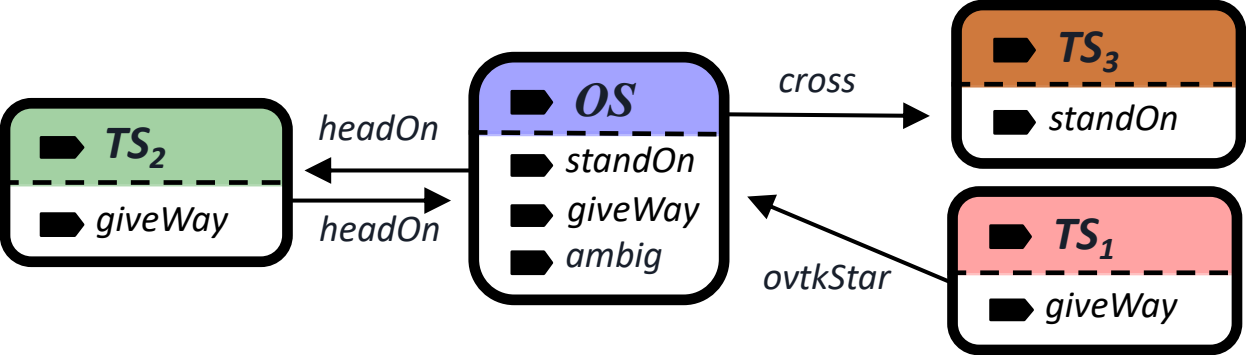 TS2
giveWay
headOn
headOn
OS
standOn
giveWay
ambig
cross
ovtkStar
TS3
standOn
TS1
giveWay